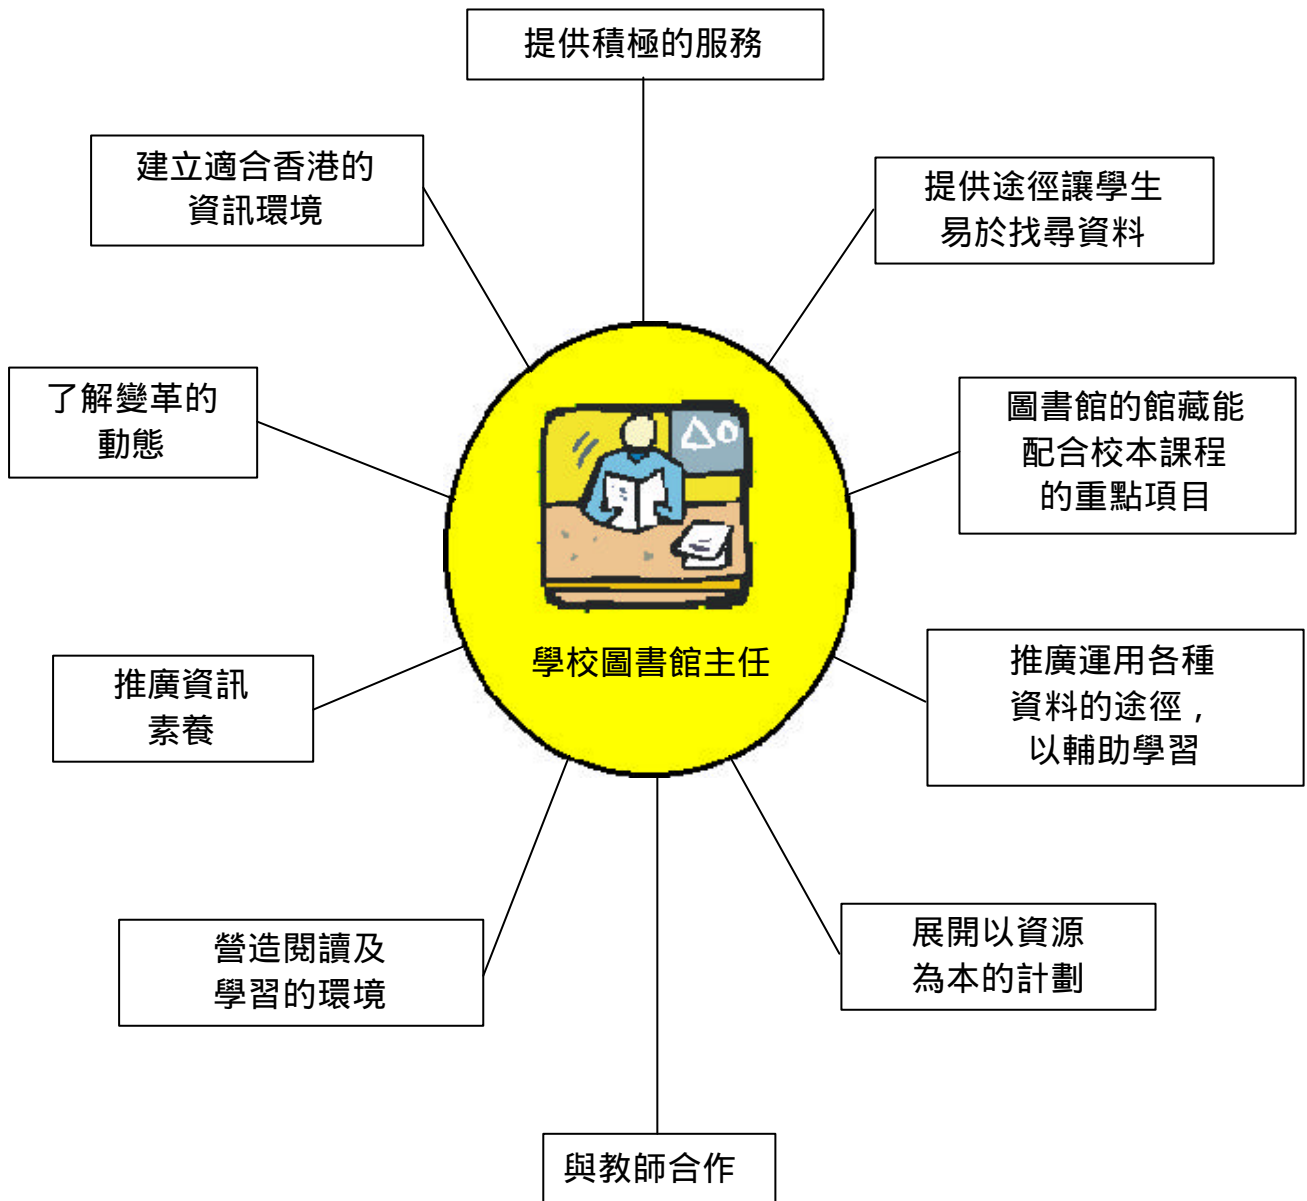 提供積極的服務
建立適合香港的
資訊環境
提供途徑讓學生
易於找尋資料
了解變革的
動態
圖書館的館藏能
配合校本課程
的重點項目
學校圖書館主任
推廣資訊
素養
推廣運用各種
資料的途徑，
以輔助學習
營造閱讀及
學習的環境
展開以資源
為本的計劃
與教師合作